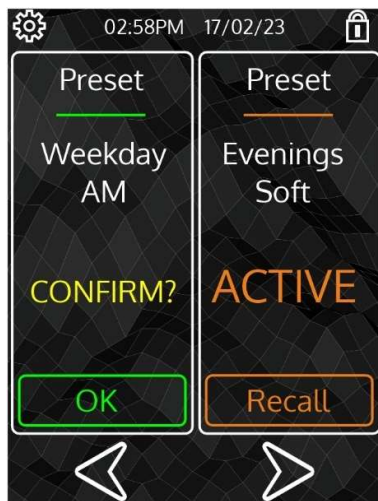 02:58PM 17/02/23
Preset
Weekday
AM
CONFIRM?
OK
Preset
Evenings
Soft
ACTIVE
Recall